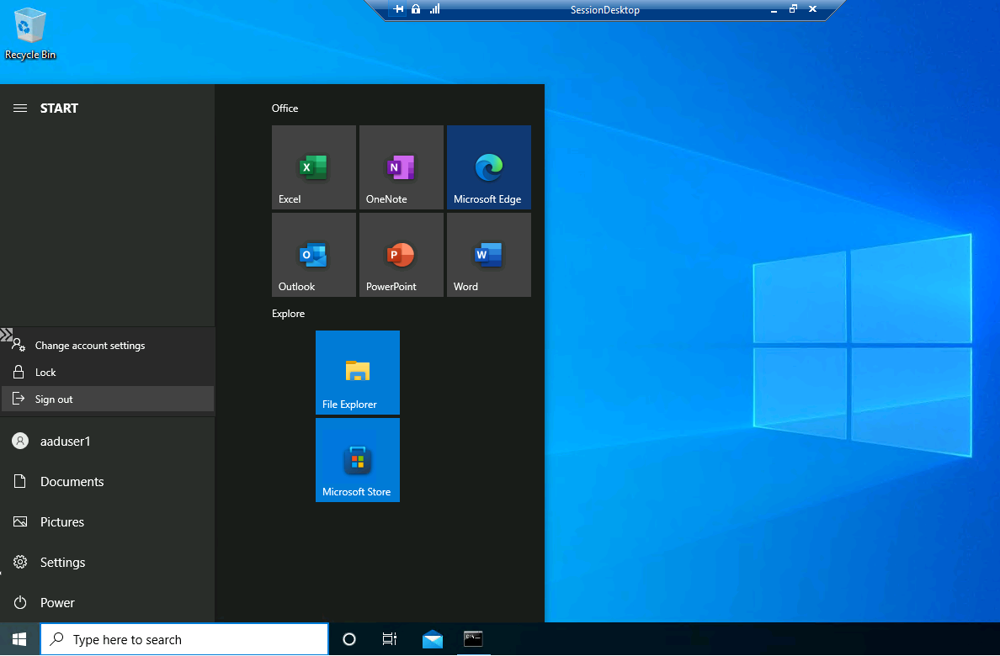 SessionDesktop
Recycle Bin
START
Change account settings
Lock
Sign out
aaduser1
Documents
Pictures
Settings
Power
Office
Excel
OneNote
Microsoft Edge
Outlook
PowerPoint
Word
Explore
File Explorer
Microsoft Store
Type here to search